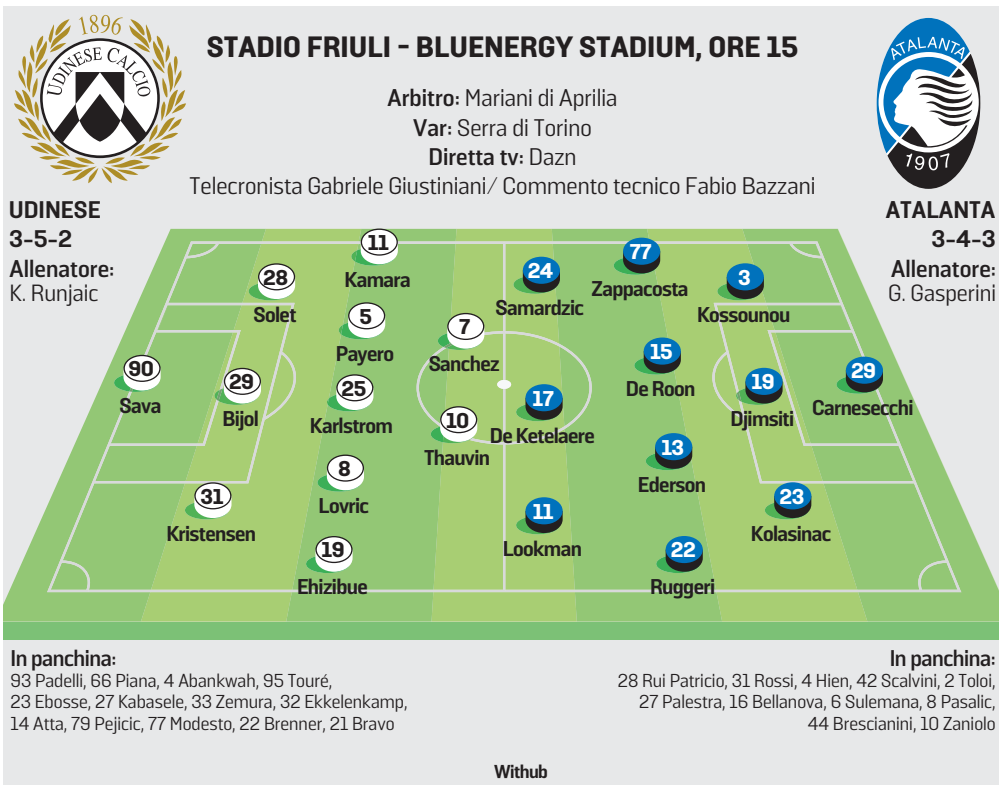 1896
UDINESE CALCIO
STADIO FRIULI - BLUENERGY STADIUM, ORE 15
Arbitro: Mariani di Aprilia
Var: Serra di Torino
Diretta tv: Dazn
Telecronista Gabriele Giustiniani/ Commento tecnico Fabio Bazzani
ATALANTA
1907
UDINESE
3-5-2
Allenatore:
K. Runjaic
ATALANTA
3-4-3
Allenatore:
G. Gasperini
11
Kamara
28
Solet
5
Payero
7
Sanchez
90
Sava
29
Bijol
25
Karlstrom
10
Thauvin
8
Lovric
31
Kristensen
19
Ehizibue
24
Samardzic
77
Zappacosta
3
Kossounou
15
De Roon
17
De Ketelaere
19
Djimsiti
29
Carnesecchi
13
Ederson
11
Lookman
23
Kolasinac
22
Ruggeri
In panchina:
93 Padelli, 66 Piana, 4 Abankwah, 95 Touré,
23 Ebosse, 27 Kabasele, 33 Zemura, 32 Ekkelenkamp,
14 Atta, 79 Pejicic, 77 Modesto, 22 Brenner, 21 Bravo
In panchina:
28 Rui Patricio, 31 Rossi, 4 Hien, 42 Scalvini, 2 Toloi,
27 Palestra, 16 Bellanova, 6 Sulemana, 8 Pasalic,
44 Brescianini, 10 Zaniolo
Withub